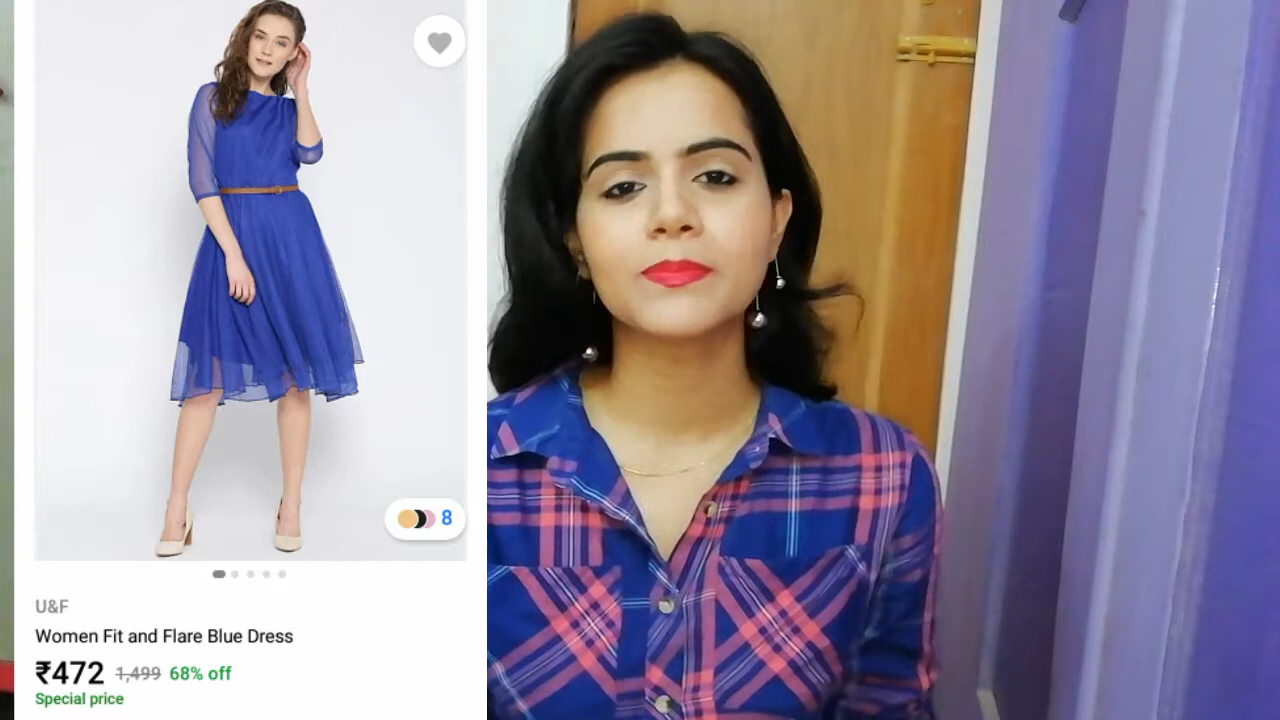 8
U&F
Women Fit and Flare Blue Dress
₹472 1,499 68% off
Special price